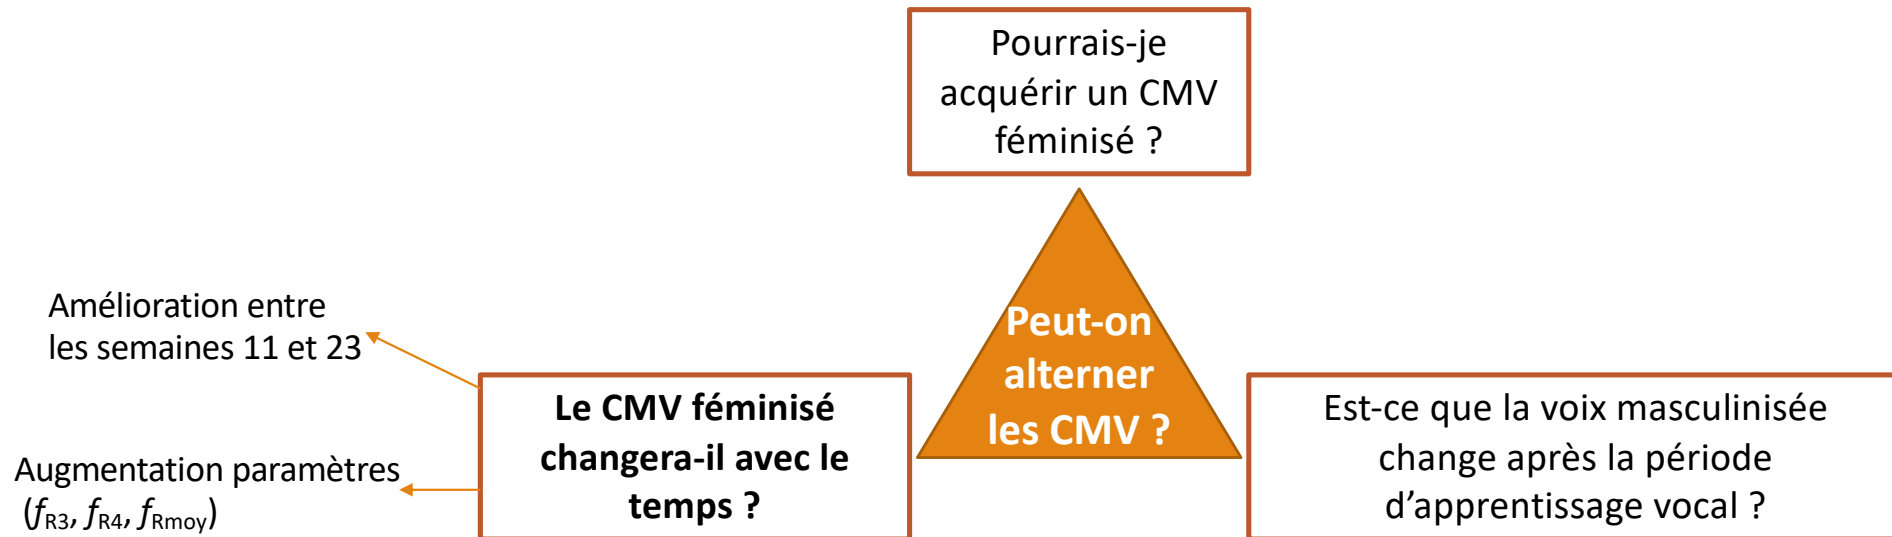 Pourrais-je
acquérir un CMV
féminisé ?
Peut-on
alterner
les CMV ?
Amélioration entre
les semaines 11 et 23
Augmentation paramètres
(fR3, fR4, fRmoy)
Le CMV féminisé
changera-il avec le
temps ?
Est-ce que la voix masculinisée
change après la période
d’apprentissage vocal ?